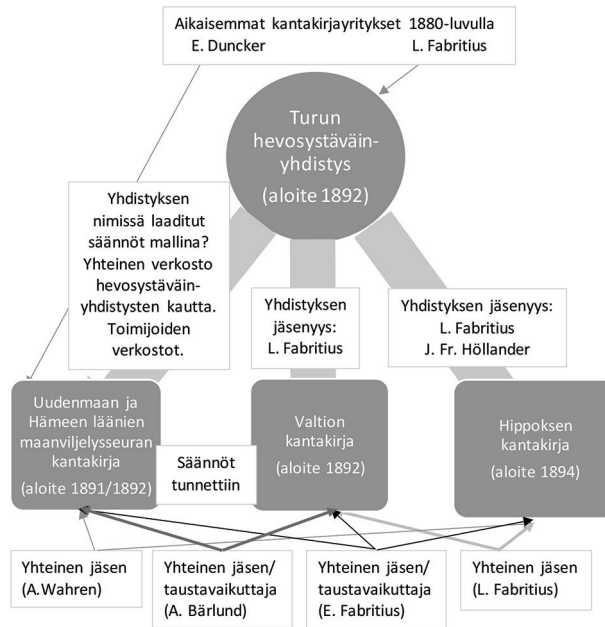 Aikaisemmat kantakirjayritykset 1880-luvulla
E. Duncker L. Fabritius
Turun
hevosystäväin-
yhdistys
(aloite 1892)
Yhdistyksen
nimissä laaditut
säännöt mallina?
Yhteinen verkosto
hevosystäväin-
yhdistysten kautta.
Toimijoiden
verkostot.
Yhdistyksen
jäsenyys:
L. Fabritius
Yhdistyksen jäsenyys:
L. Fabritius
J. Fr. Höllander
Uudenmaan ja
Hämeen läänien
maanviljelysseuran
kantakirja
(aloite 1891/1892)
Säännöt
tunnettiin
Valtion
kantakirja
(aloite 1892)
Hippoksen
kantakirja
(aloite 1894)
Yhteinen jäsen
(A.Wahren)
Yhteinen jäsen/
taustavaikuttaja
(A. Bärlund)
Yhteinen jäsen/
taustavaikuttaja
(E. Fabritius)
Yhteinen jäsen
(L. Fabritius)